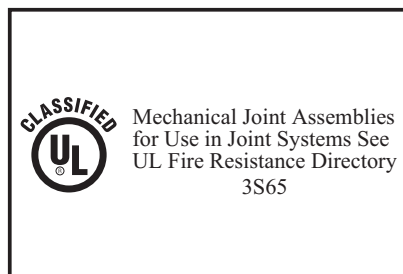 CLASSIFIED
UL
®
Mechanical Joint Assemblies
for Use in Joint Systems See
UL Fire Resistance Directory
3S65